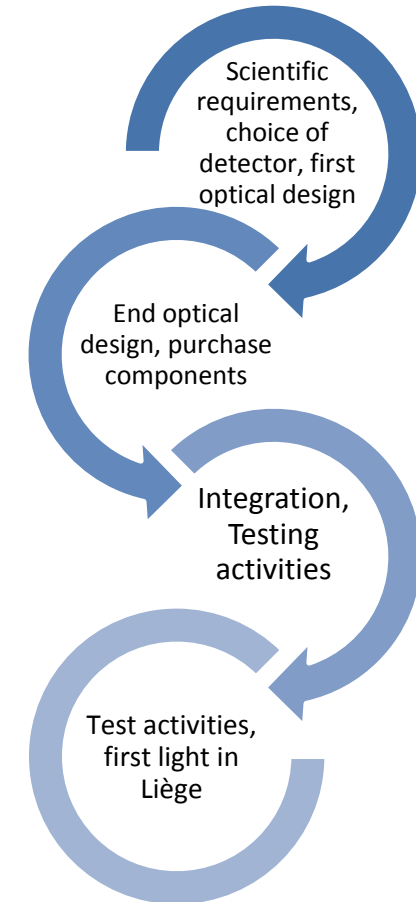 Scientific
requirements,
choice of
detector, first
optical design
End optical
design, purchase
components
Integration,
Testing
activities
Test activities,
first light in
Liège